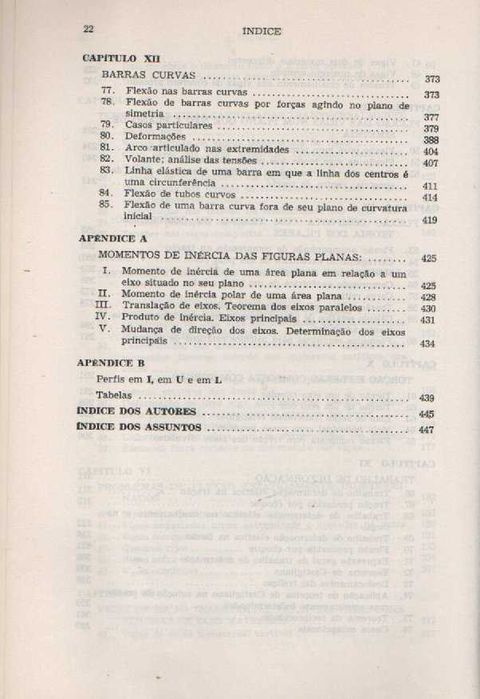 22 INDICE
CAPÍTULO XII
BARRAS CURVAS ........ 373
77. Flexão nas barras curvas ........ 373
78. Flexão de barras curvas por forças agindo no plano de
simetria ........ 377
79. Casos particulares ........ 379
80. Deformações ........ 388
81. Arco articulado nas extremidades ........ 404
82. Volante; análise das tensões ........ 407
83. Linha elástica de uma barra em que a linha dos centros é
uma circunferência ........ 411
84. Flexão de tubos curvos ........ 414
85. Flexão de uma barra curva fora de seu plano de curvatura
inicial ........ 419
APÊNDICE A
MOMENTOS DE INÉRCIA DAS FIGURAS PLANAS: ........ 425
I. Momento de inércia de uma área plana em relação a um
eixo situado no seu plano ........ 425
II. Momento de inércia polar de uma área plana ........ 428
III. Translação de eixos. Teorema dos eixos paralelos ........ 430
IV. Produto de inércia. Eixos principais ........ 431
V. Mudança de direção dos eixos. Determinação dos eixos
principais ........ 434
APÊNDICE B
Perfis em I, em U e em L
Tabelas ........ 439
ÍNDICE DOS AUTORES ........ 445
ÍNDICE DOS ASSUNTOS ........ 447